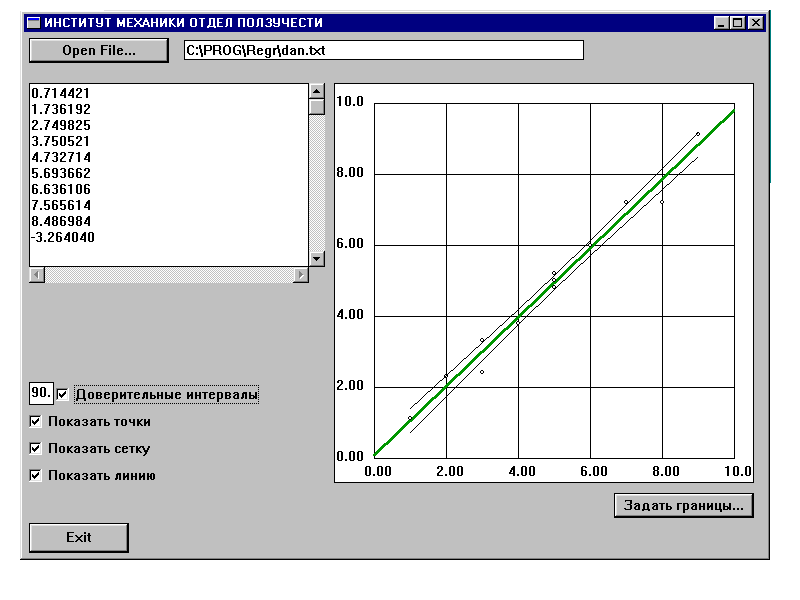 ИНСТИТУТ МЕХАНИКИ ОТДЕЛ ПОЛЗУЧЕСТИ
Open File...
C:\PROG\Regr\dan.txt
0.714421
1.736192
2.749825
3.750521
4.732714
5.693662
6.636106
7.565614
8.486984
-3.264040
10.0
8.00
6.00
4.00
2.00
0.00
0.00 2.00 4.00 6.00 8.00 10.0
90. Доверительные интервалы
Показать точки
Показать сетку
Показать линию
Задать границы...
Exit